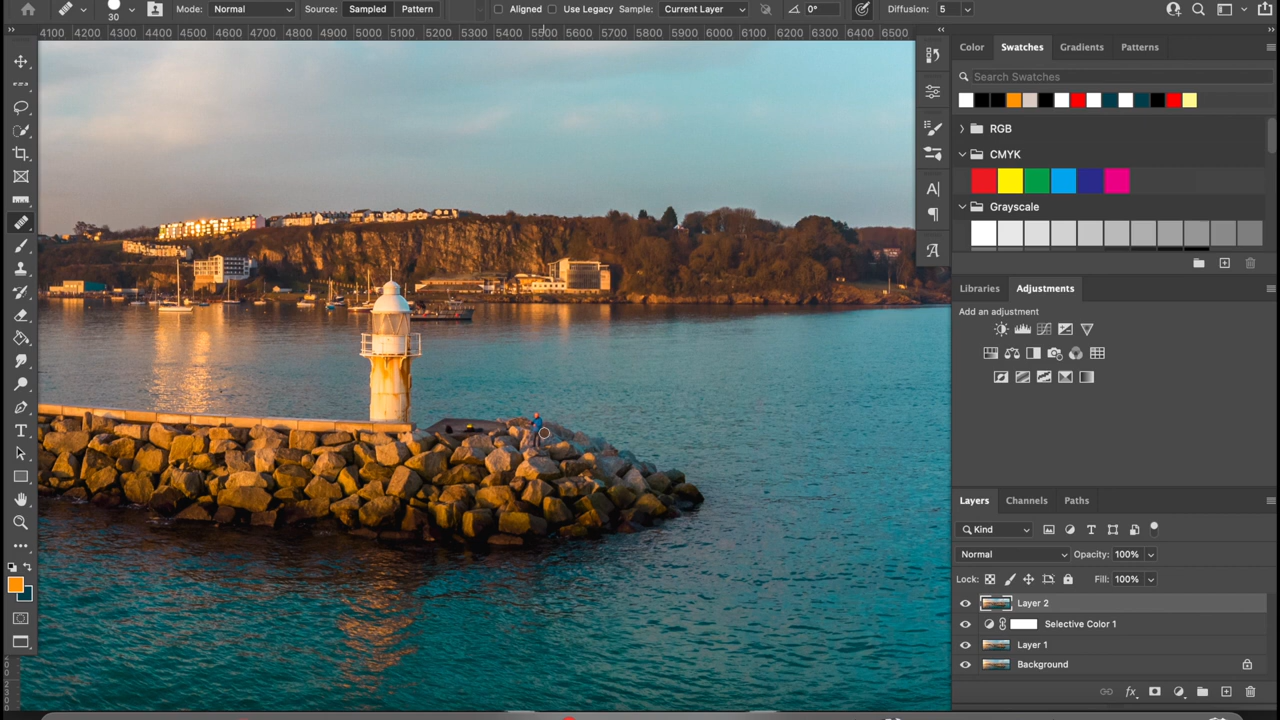 30 Mode: Normal Source: Sampled Pattern Aligned Use Legacy Sample: Current Layer 0° Diffusion: 5
4100 4200 4300 4400 4500 4600 4700 4800 4900 5000 5100 5200 5300 5400 5500 5600 5700 5800 5900 6000 6100 6200 6300 6400 6500
Color Swatches Gradients Patterns
Search Swatches
RGB
CMYK
Grayscale
Libraries Adjustments
Add an adjustment
Layers Channels Paths
Kind
Normal Opacity: 100%
Lock: Fill: 100%
Layer 2
Selective Color 1
Layer 1
Background